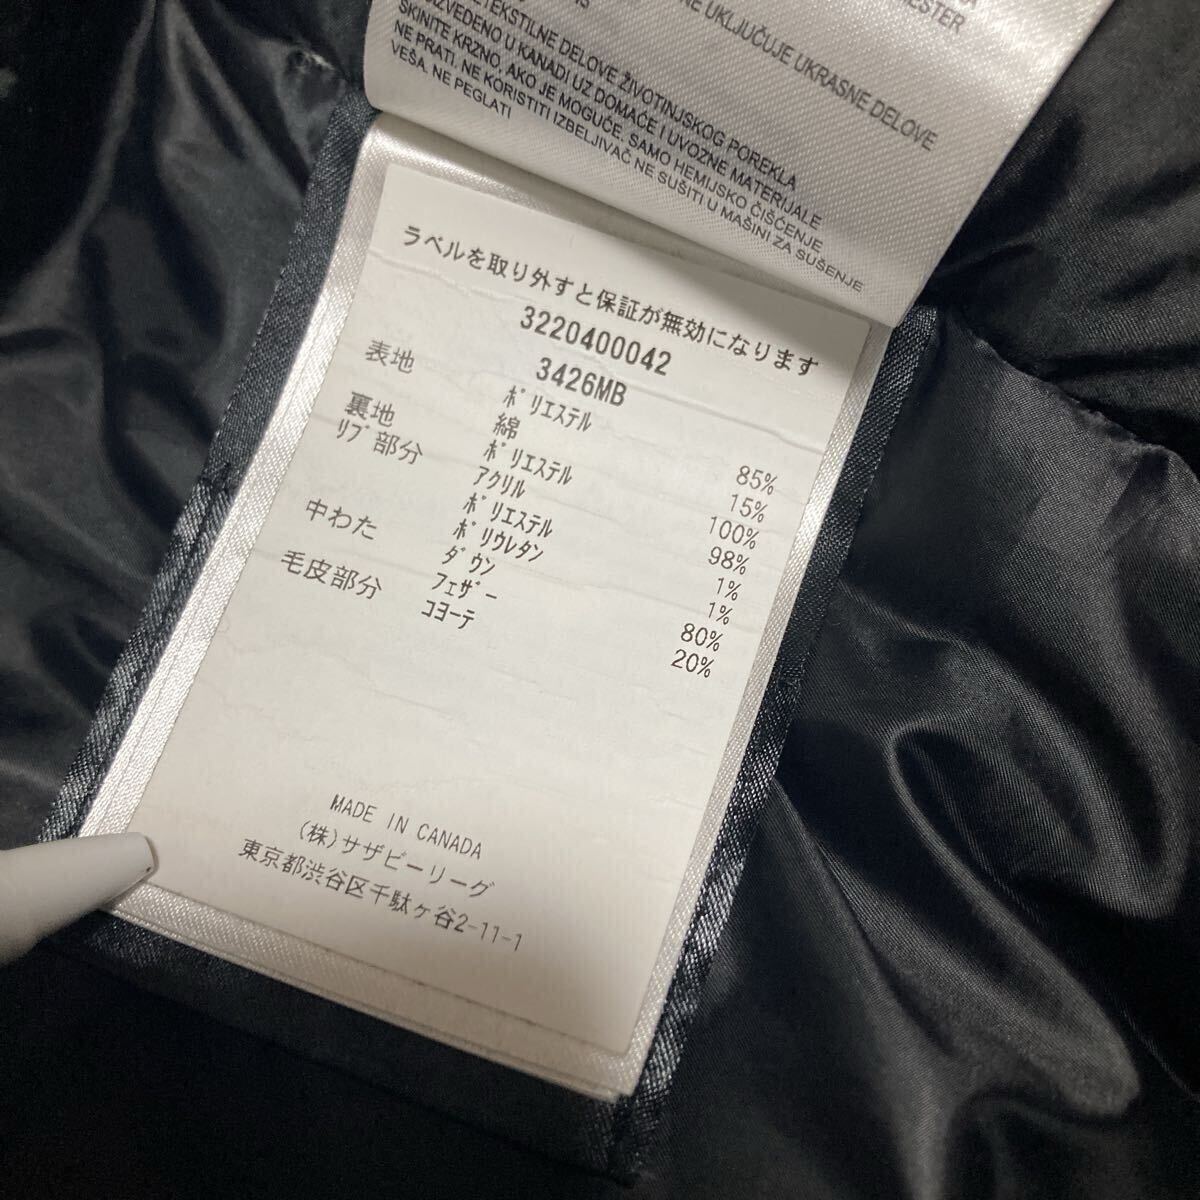 ESTER
NE UKLJUČUJE UKRASNE DELOVE
TEKSTILNE DELOVE ŽIVOTINJSKOG POREKLA
U KANADI UZ DOMAĆE I UVOZNE MATERIJALE
SKINITE KRZNO, AKO JE MOGUĆE. SAMO HEMIJSKO ČIŠĆENJE
NE PRATI. NE KORISTITI IZBELJIVAČ NE SUŠITI U MAŠINI ZA SUŠENJE
VEŠA. NE PEGLATI
ラベルを取り外すと保証が無効になります
3220400042
3426MB
表地 ﾎﾟﾘｴｽﾃﾙ 85%
綿 15%
裏地 ﾎﾟﾘｴｽﾃﾙ 100%
ﾘﾌﾞ部分 ｱｸﾘﾙ 98%
ﾎﾟﾘｴｽﾃﾙ 1%
ﾎﾟﾘｳﾚﾀﾝ 1%
中わた ﾀﾞｳﾝ 80%
ﾌｪｻﾞｰ 20%
毛皮部分 ｺﾖｰﾃ
MADE IN CANADA
(株)サザビーリーグ
東京都渋谷区千駄ヶ谷2-11-1